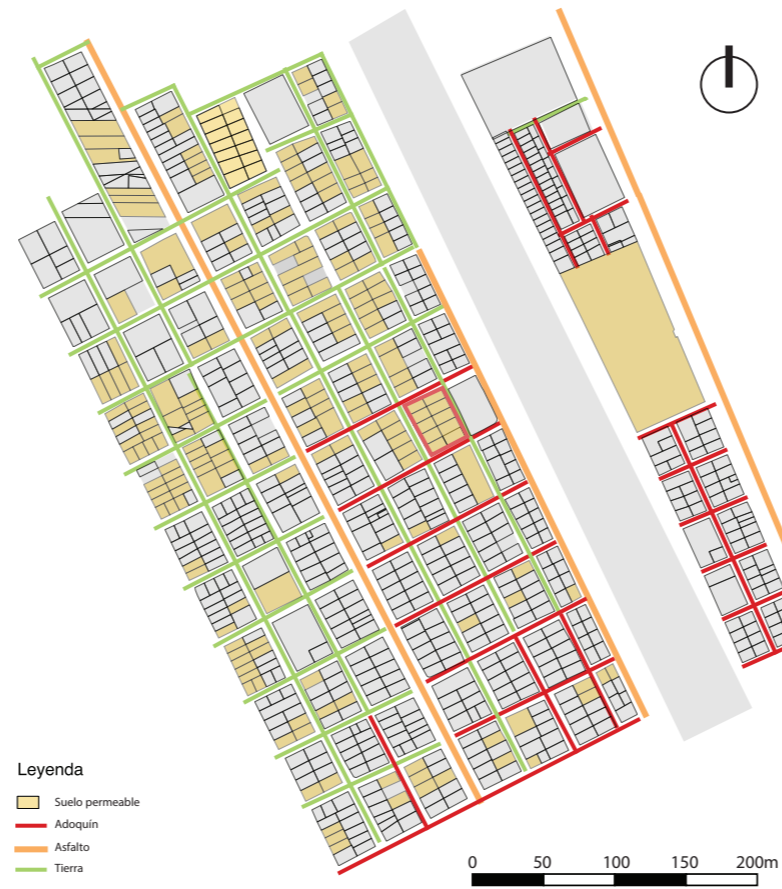 Leyenda
Suelo permeable
Adoquín
Asfalto
Tierra
0 50 100 150 200m